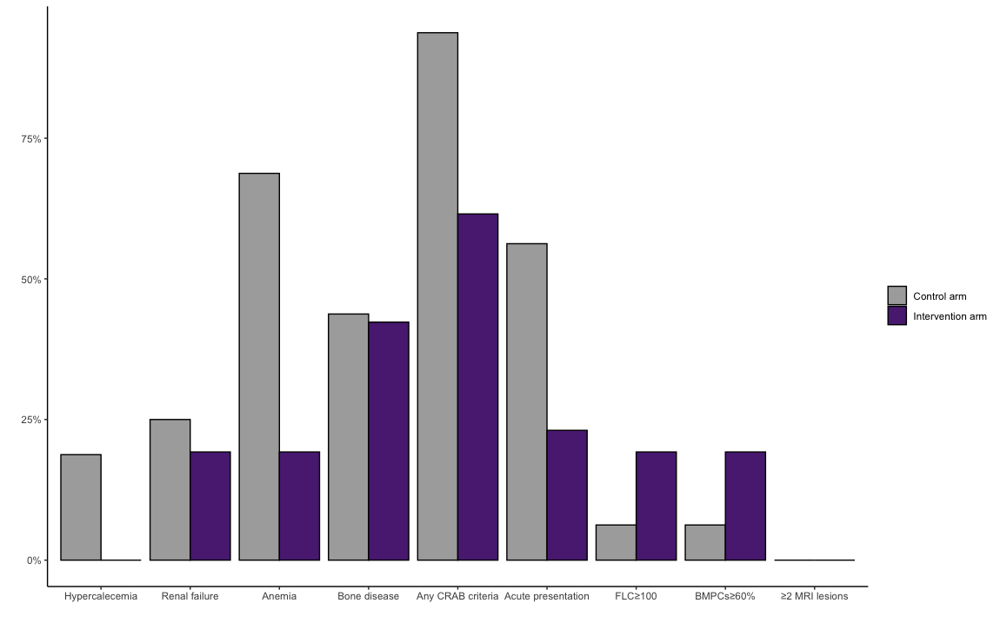 75%
50%
25%
0%
Hypercalecemia
Renal failure
Anemia
Bone disease
Any CRAB criteria
Acute presentation
FLC≥100
BMPCs≥60%
≥2 MRI lesions
Control arm
Intervention arm